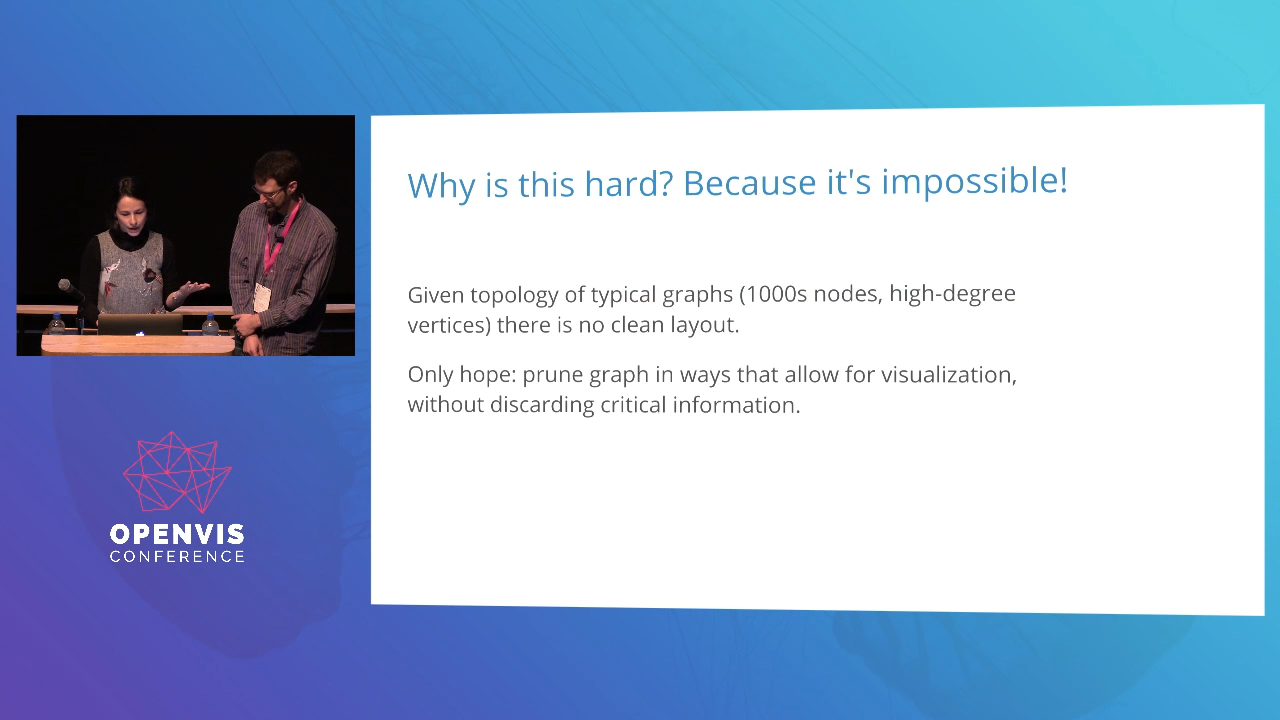 Why is this hard? Because it's impossible!
Given topology of typical graphs (1000s nodes, high-degree
vertices) there is no clean layout.
Only hope: prune graph in ways that allow for visualization,
without discarding critical information.
OPENVIS
CONFERENCE